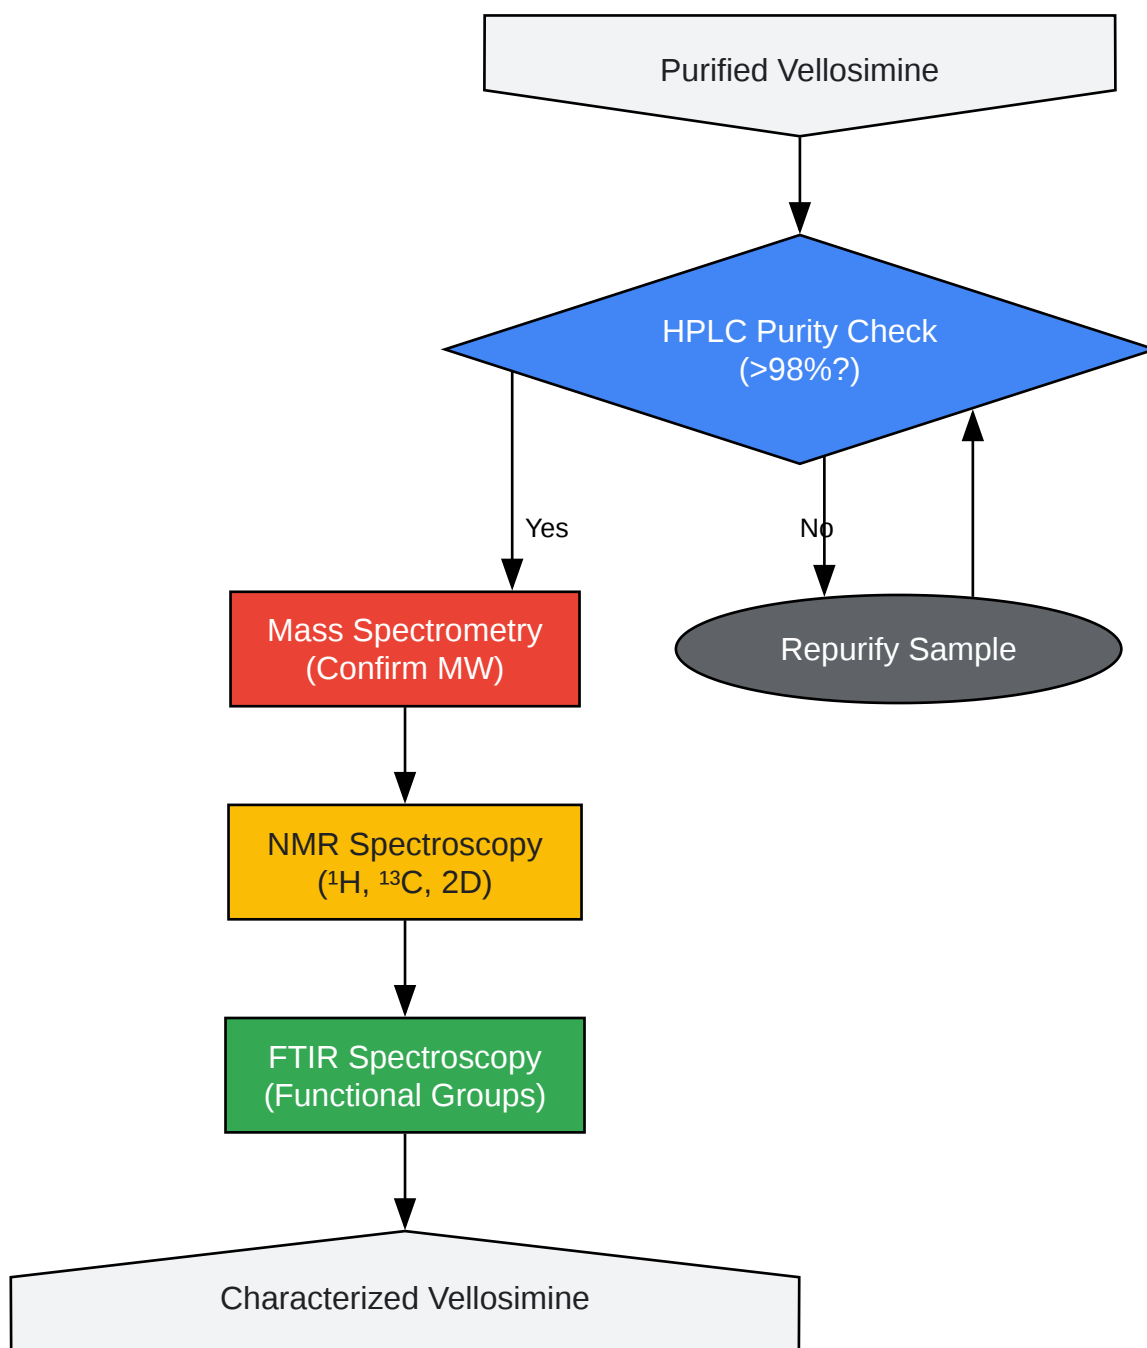 Purified Vellosimine
HPLC Purity Check
(>98%?)
Yes
No
Mass Spectrometry
(Confirm MW)
Repurify Sample
NMR Spectroscopy
(¹H, ¹³C, 2D)
FTIR Spectroscopy
(Functional Groups)
Characterized Vellosimine